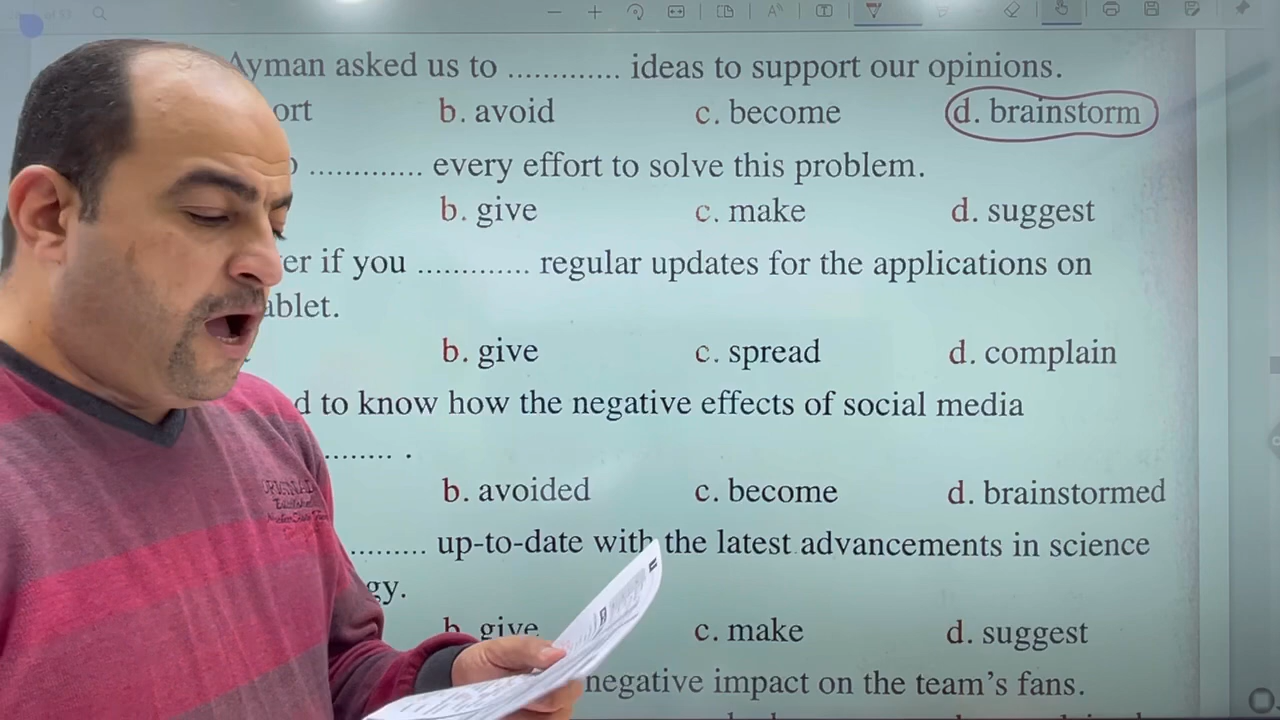 Ayman asked us to ............. ideas to support our opinions.
ort b. avoid c. become d. brainstorm
............. every effort to solve this problem.
b. give c. make d. suggest
er if you ............. regular updates for the applications on
ablet.
b. give c. spread d. complain
d to know how the negative effects of social media
........ .
b. avoided c. become d. brainstormed
......... up-to-date with the latest advancements in science
gy.
b. give c. make d. suggest
negative impact on the team's fans.